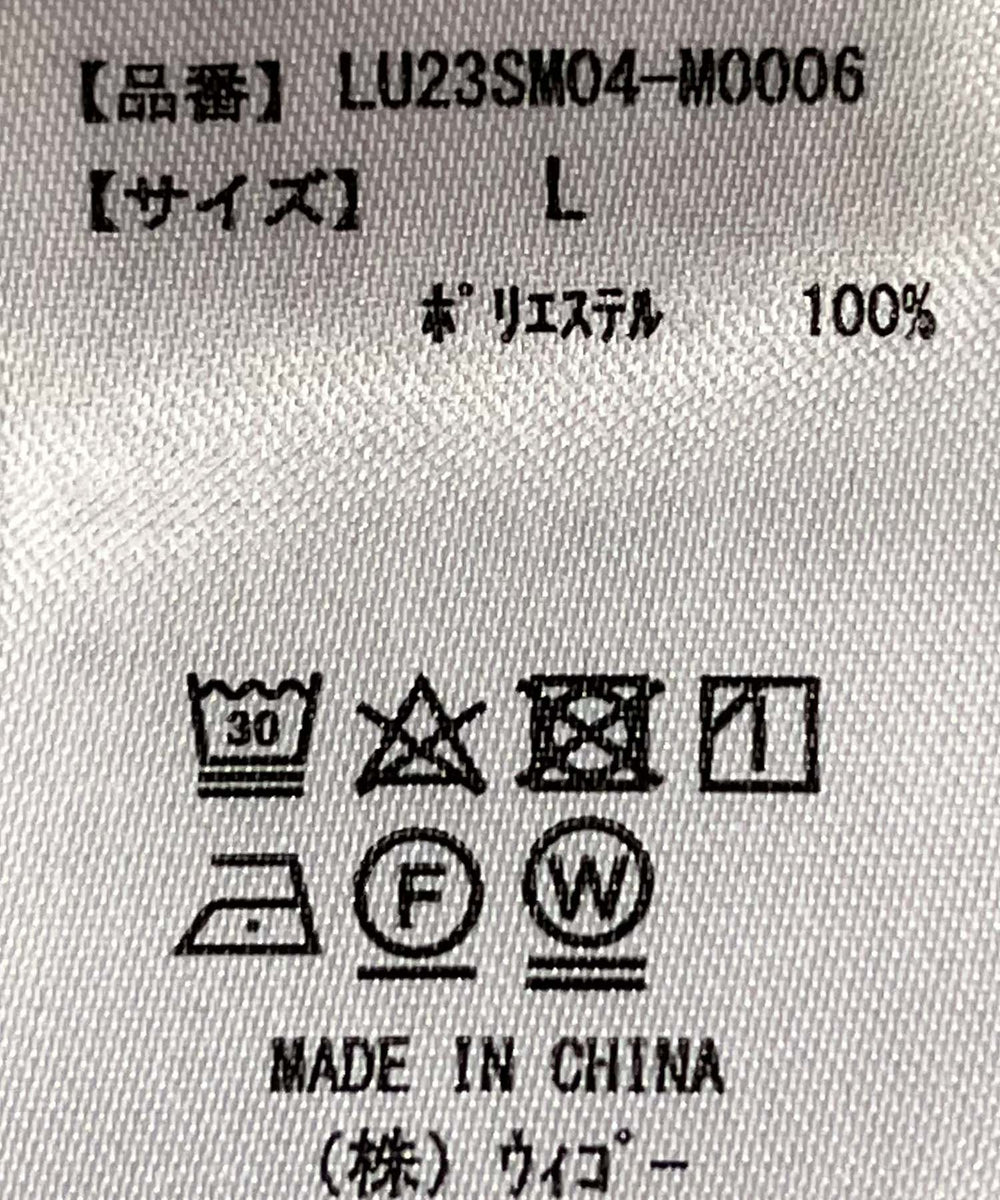 【品番】 LU23SM04-M0006
【サイズ】 L
ポリエステル 100%
30
F W
MADE IN CHINA
(株) ウィゴー